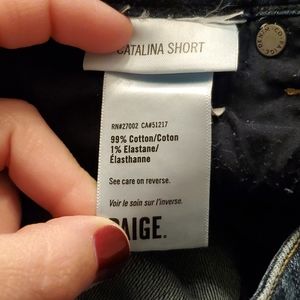 CATALINA SHORT
RN#27002 CA#51217
99% Cotton/Coton
1% Elastane/
Élasthanne
See care on reverse.
Voir le soin sur l'inverse.
PAIGE.